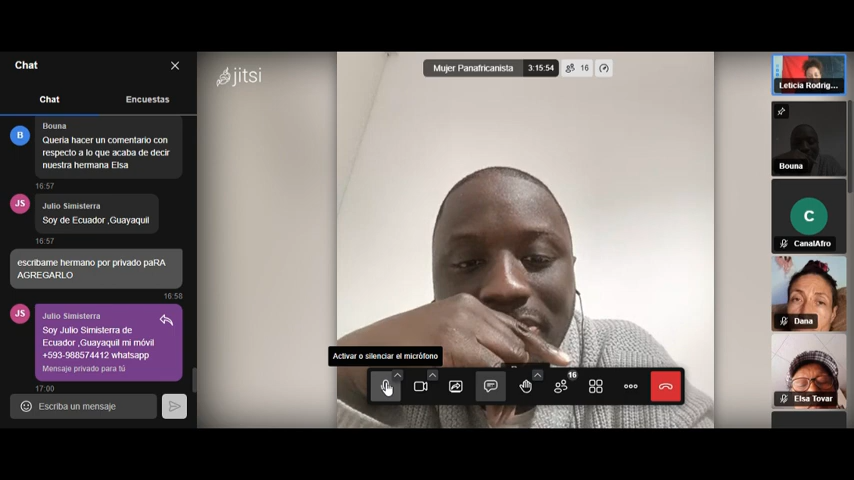 Chat
Chat
Encuestas
B
Bouna
Queria hacer un comentario con
respecto a lo que acaba de decir
nuestra hermana Elsa
16:57
JS
Julio Simisterra
Soy de Ecuador ,Guayaquil
16:57
escribame hermano por privado paRA
AGREGARLO
16:58
JS
Julio Simisterra
Soy Julio Simisterra de
Ecuador ,Guayaquil mi móvil
+593-988574412 whatsapp
Mensaje privado para tú
17:00
Escriba un mensaje
jitsi
Mujer Panafricanista
3:15:54
16
Activar o silenciar el micrófono
16
Leticia Rodrig...
Bouna
C
CanalAfro
Dana
Elsa Tovar